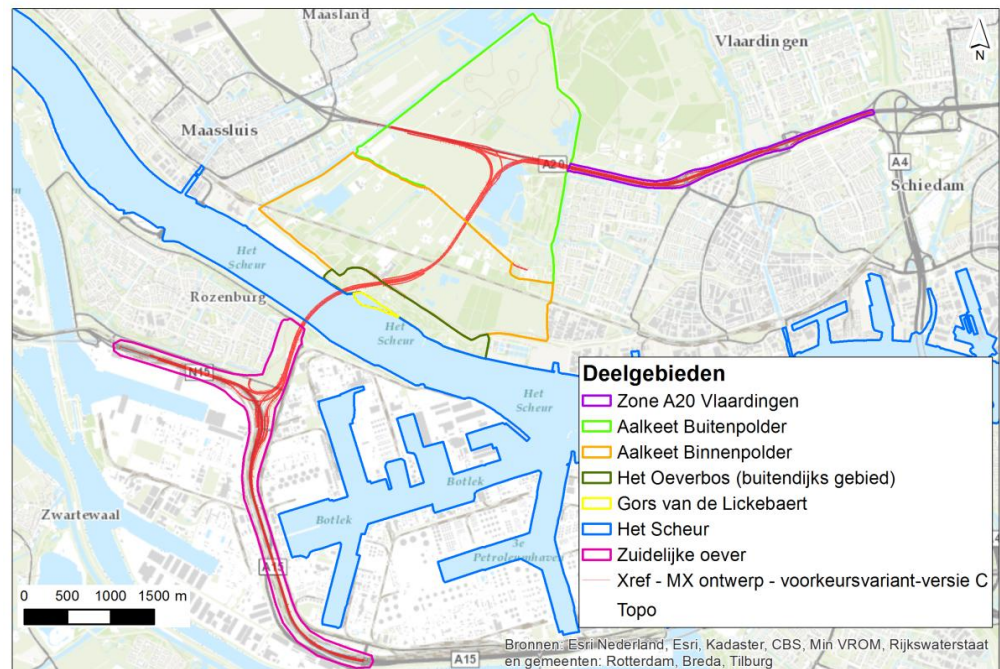 Maasland
Vlaardingen
N
Maassluis
A20
A4
Schiedam
Het
Scheur
Rozenburg
Het
Scheur
N15
Het
Scheur
Botlek
Botlek
Zwartewaal
3e
Petroleumhaven
A15
0 500 1000 1500 m
A15
Deelgebieden
Zone A20 Vlaardingen
Aalkeet Buitenpolder
Aalkeet Binnenpolder
Het Oeverbos (buitendijks gebied)
Gors van de Lickebaert
Het Scheur
Zuidelijke oever
Xref - MX ontwerp - voorkeursvariant-versie C
Topo
Bronnen: Esri Nederland, Esri, Kadaster, CBS, Min VROM, Rijkswaterstaat
en gemeenten: Rotterdam, Breda, Tilburg